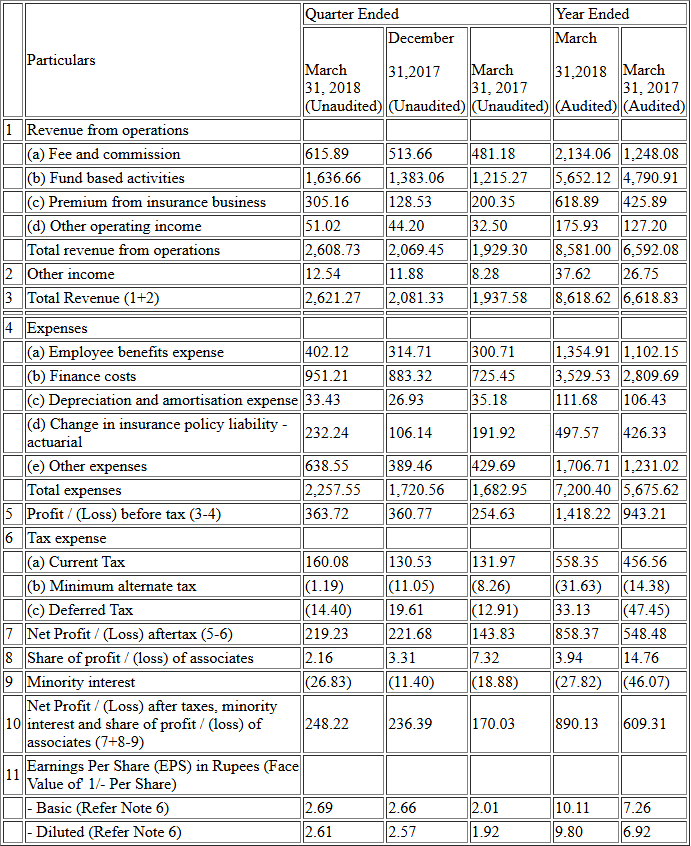 Particulars Quarter Ended Year Ended
March 31, 2018 (Unaudited) December 31,2017 (Unaudited) March 31, 2017 (Unaudited) March 31,2018 (Audited) March 31, 2017 (Audited)
1 Revenue from operations
(a) Fee and commission 615.89 513.66 481.18 2,134.06 1,248.08
(b) Fund based activities 1,636.66 1,383.06 1,215.27 5,652.12 4,790.91
(c) Premium from insurance business 305.16 128.53 200.35 618.89 425.89
(d) Other operating income 51.02 44.20 32.50 175.93 127.20
Total revenue from operations 2,608.73 2,069.45 1,929.30 8,581.00 6,592.08
2 Other income 12.54 11.88 8.28 37.62 26.75
3 Total Revenue (1+2) 2,621.27 2,081.33 1,937.58 8,618.62 6,618.83
4 Expenses
(a) Employee benefits expense 402.12 314.71 300.71 1,354.91 1,102.15
(b) Finance costs 951.21 883.32 725.45 3,529.53 2,809.69
(c) Depreciation and amortisation expense 33.43 26.93 35.18 111.68 106.43
(d) Change in insurance policy liability - actuarial 232.24 106.14 191.92 497.57 426.33
(e) Other expenses 638.55 389.46 429.69 1,706.71 1,231.02
Total expenses 2,257.55 1,720.56 1,682.95 7,200.40 5,675.62
5 Profit / (Loss) before tax (3-4) 363.72 360.77 254.63 1,418.22 943.21
6 Tax expense
(a) Current Tax 160.08 130.53 131.97 558.35 456.56
(b) Minimum alternate tax (1.19) (11.05) (8.26) (31.63) (14.38)
(c) Deferred Tax (14.40) 19.61 (12.91) 33.13 (47.45)
7 Net Profit / (Loss) aftertax (5-6) 219.23 221.68 143.83 858.37 548.48
8 Share of profit / (loss) of associates 2.16 3.31 7.32 3.94 14.76
9 Minority interest (26.83) (11.40) (18.88) (27.82) (46.07)
10 Net Profit / (Loss) after taxes, minority interest and share of profit / (loss) of associates (7+8-9) 248.22 236.39 170.03 890.13 609.31
11 Earnings Per Share (EPS) in Rupees (Face Value of 1/- Per Share)
- Basic (Refer Note 6) 2.69 2.66 2.01 10.11 7.26
- Diluted (Refer Note 6) 2.61 2.57 1.92 9.80 6.92